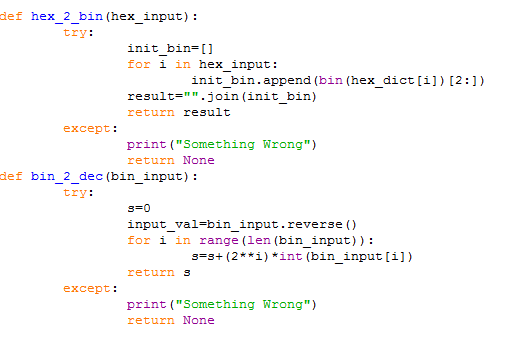 def hex_2_bin(hex_input):
        try:
                init_bin=[]
                for i in hex_input:
                        init_bin.append(bin(hex_dict[i])[2:])
                result="".join(init_bin)
                return result
        except:
                print("Something Wrong")
                return None
def bin_2_dec(bin_input):
        try:
                s=0
                input_val=bin_input.reverse()
                for i in range(len(bin_input)):
                        s=s+(2**i)*int(bin_input[i])
                return s
        except:
                print("Something Wrong")
                return None